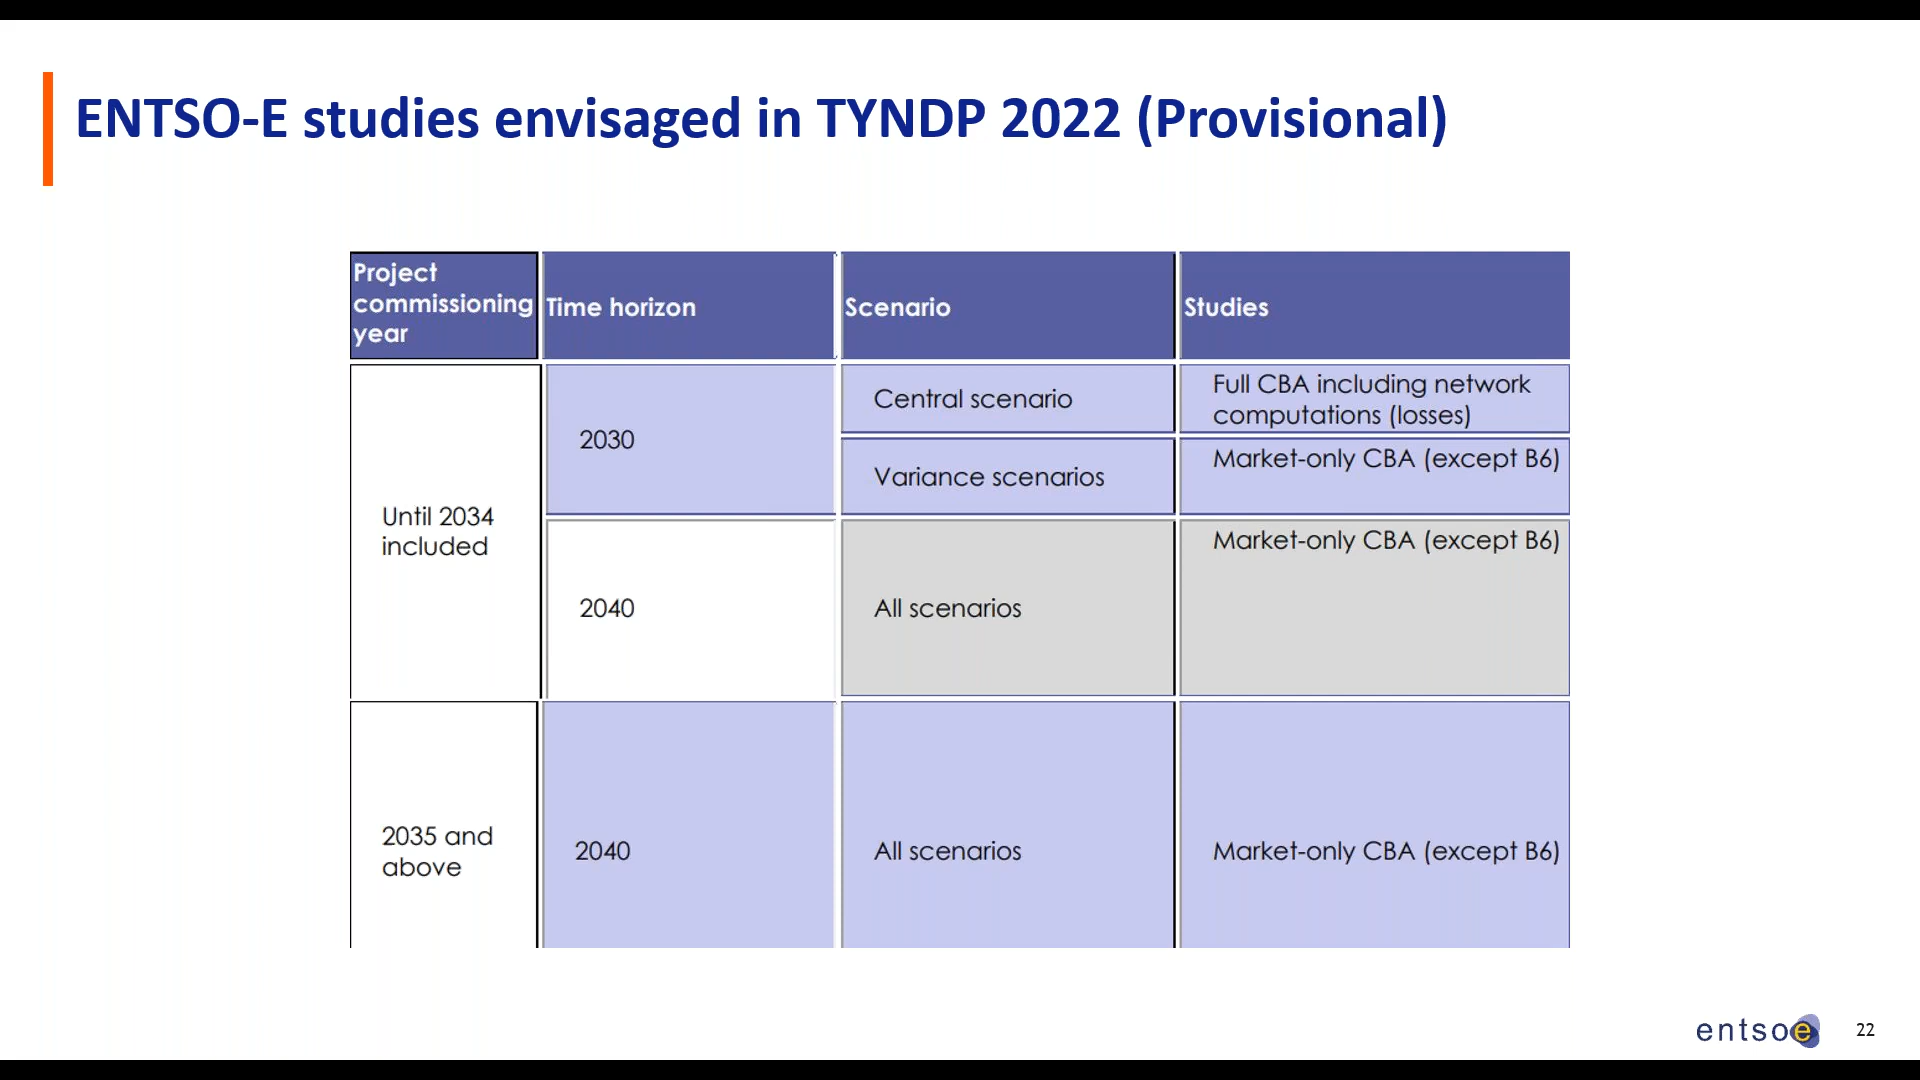 ENTSO-E studies envisaged in TYNDP 2022 (Provisional)
Project
commissioning
year
Time horizon
Scenario
Studies
Until 2034
included
2030
Central scenario
Full CBA including network
computations (losses)
Variance scenarios
Market-only CBA (except B6)
2040
All scenarios
Market-only CBA (except B6)
2035 and
above
2040
All scenarios
Market-only CBA (except B6)
entsoe
22